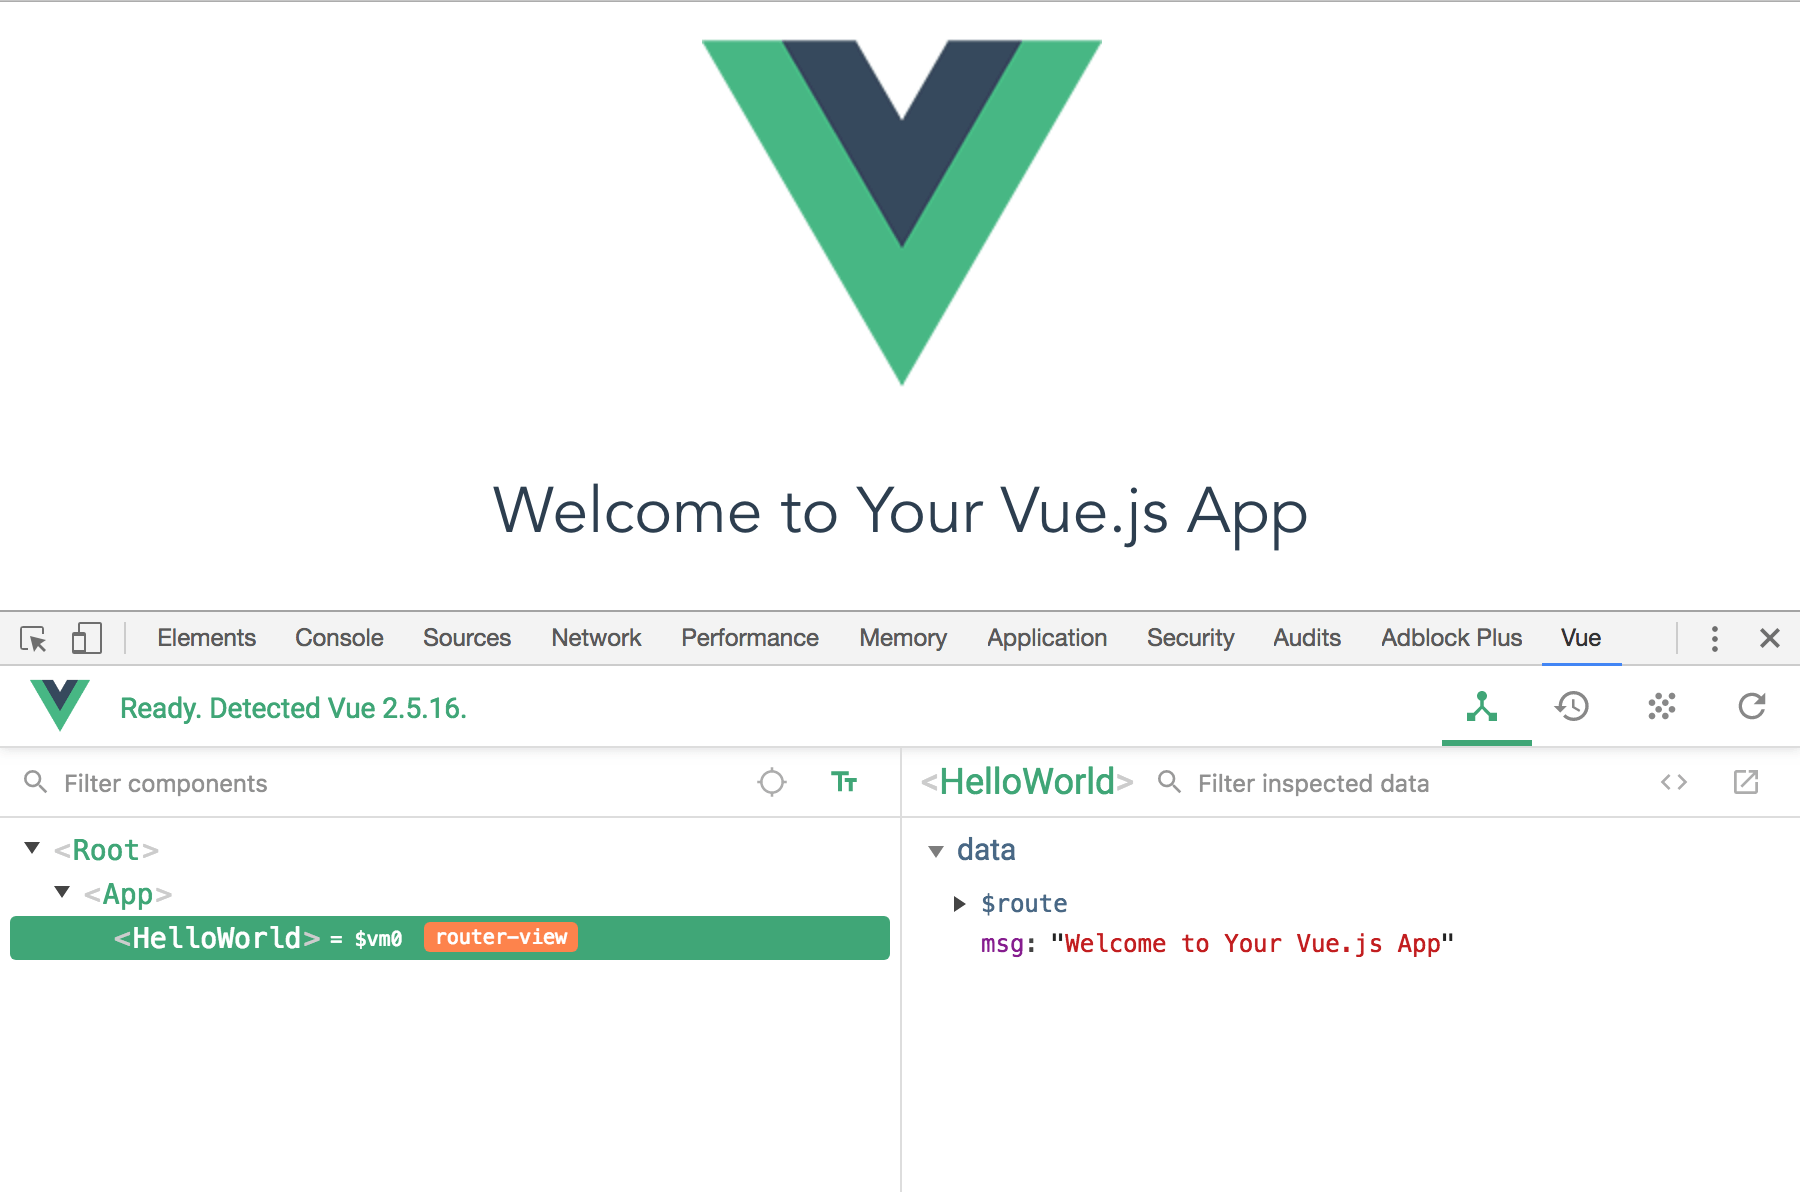 Welcome to Your Vue.js App
Elements Console Sources Network Performance Memory Application Security Audits Adblock Plus Vue
Ready. Detected Vue 2.5.16.
Filter components
<HelloWorld> Filter inspected data
<Root>
<App>
<HelloWorld> = $vm0 router-view
data
$route
msg: "Welcome to Your Vue.js App"